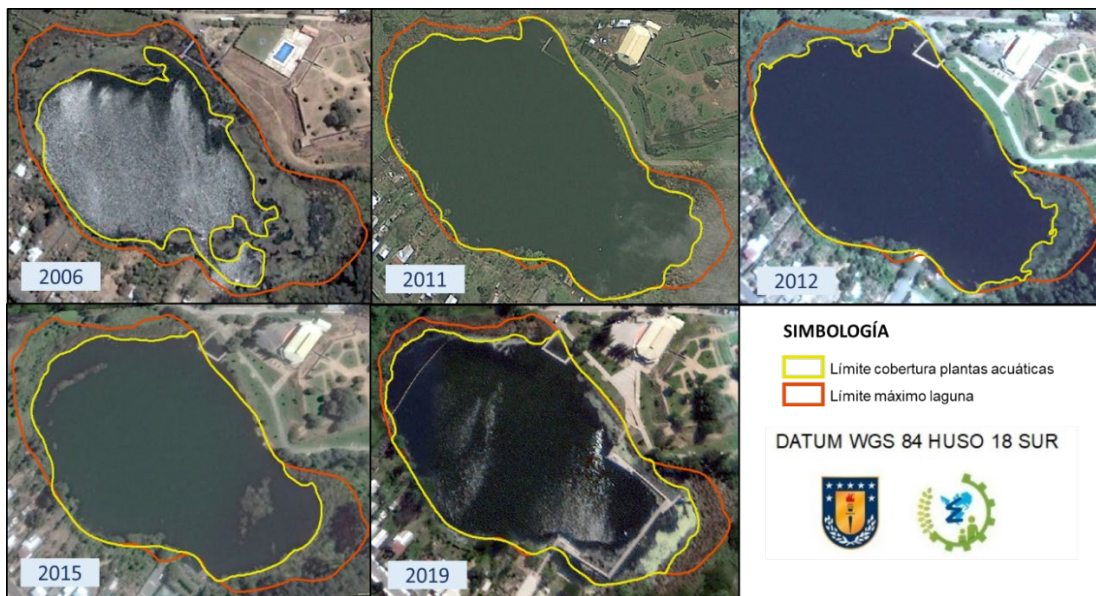 2006
2011
2012
2015
2019
SIMBOLOGÍA
Límite cobertura plantas acuáticas
Límite máximo laguna
DATUM WGS 84 HUSO 18 SUR